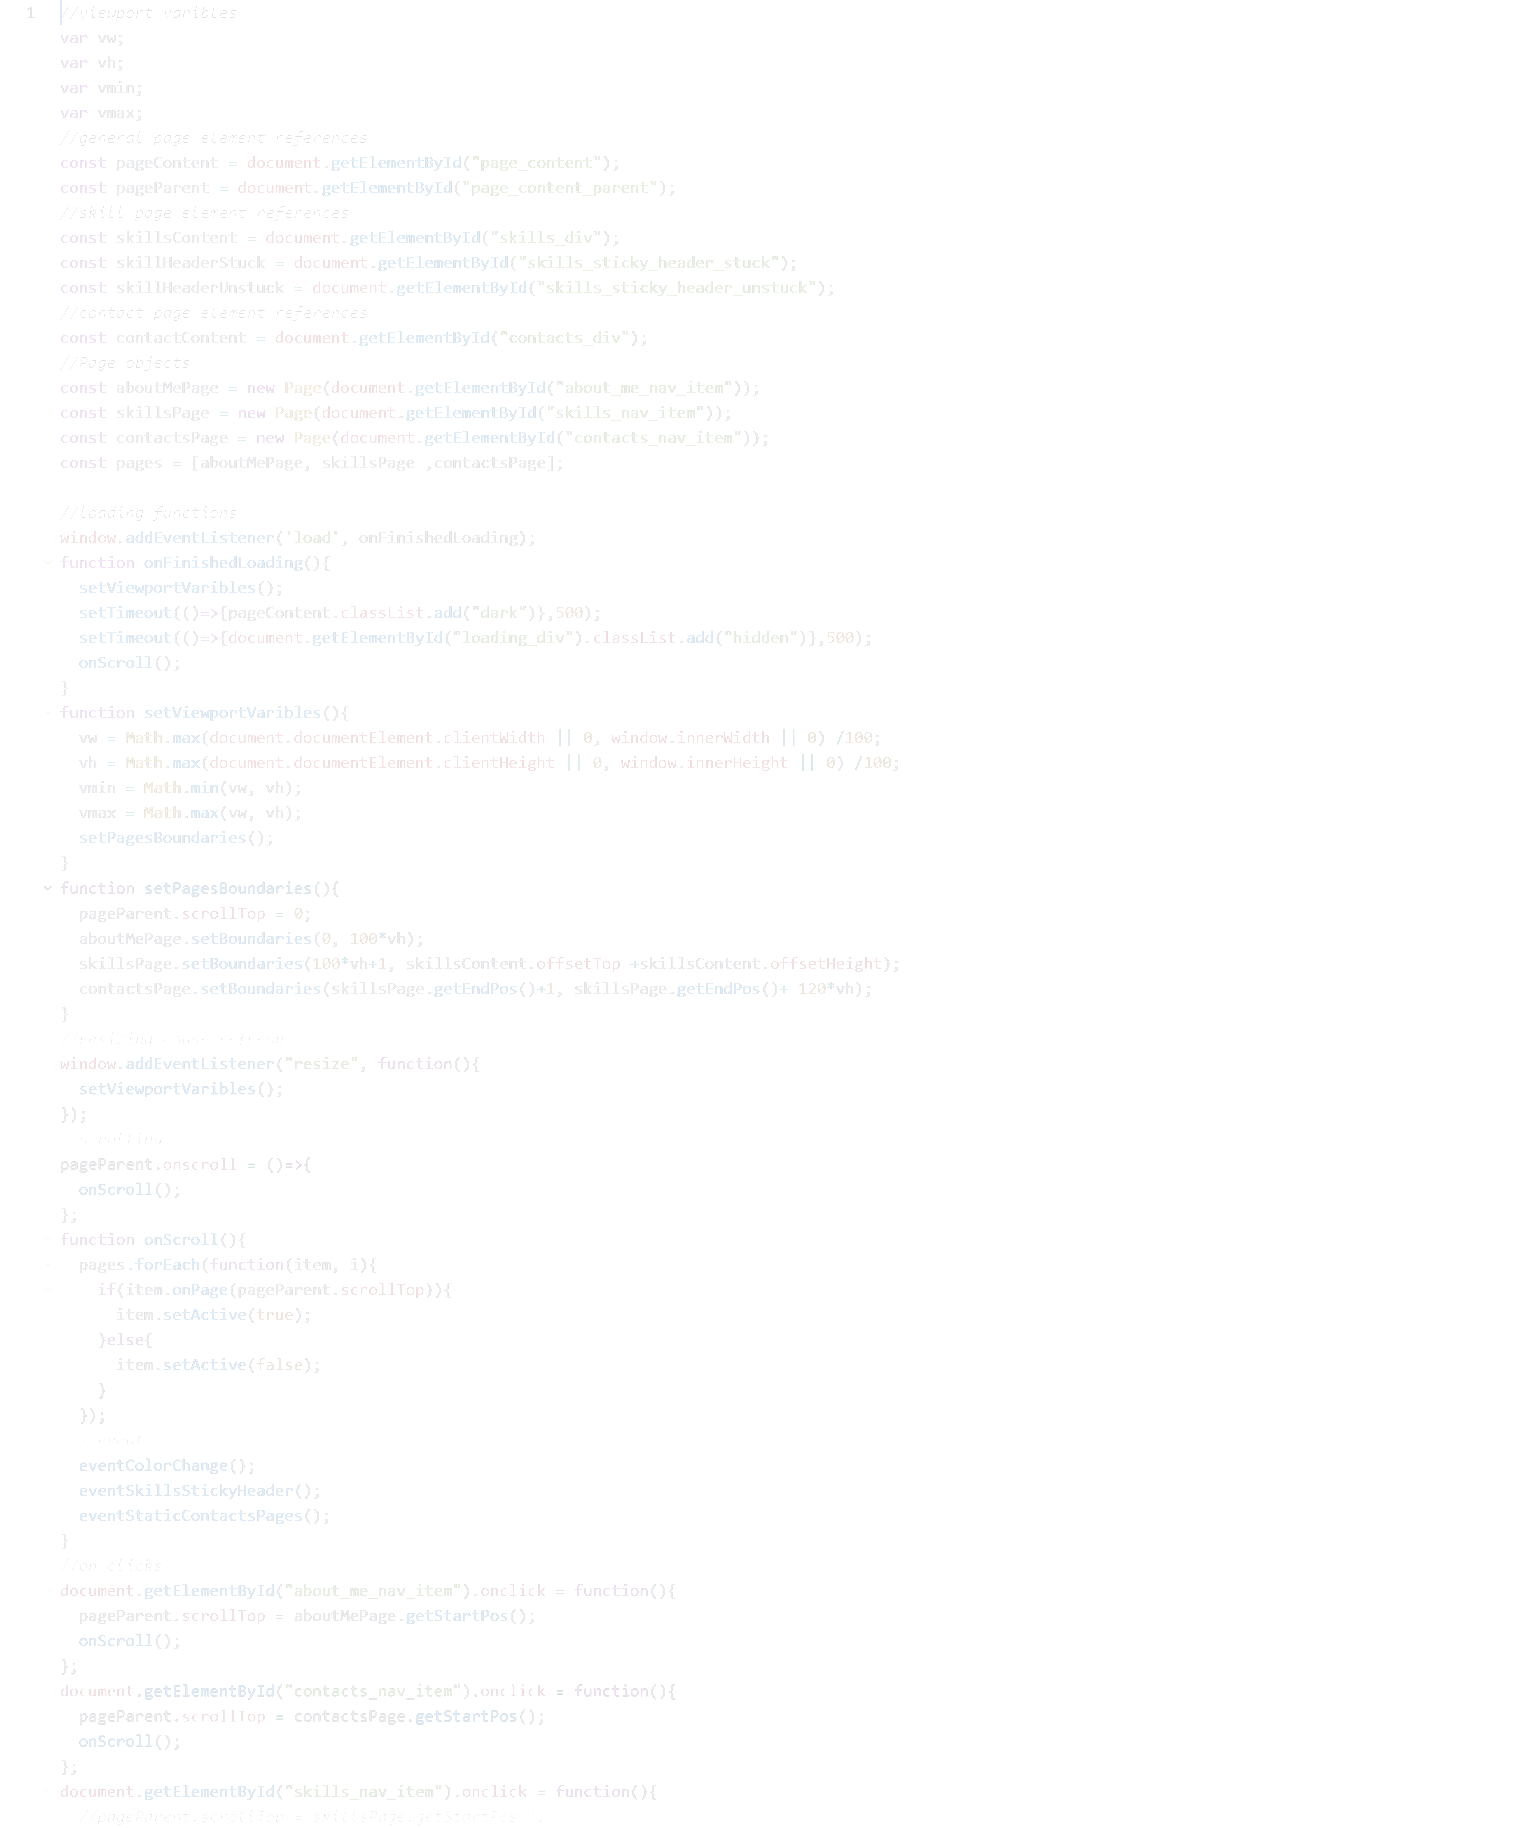 1 //viewport varibles
var vw;
var vh;
var vmin;
var vmax;
//general page element references
const pageContent = document.getElementById("page_content");
const pageParent = document.getElementById("page_content_parent");
//skill page element references
const skillsContent = document.getElementById("skills_div");
const skillHeaderStuck = document.getElementById("skills_sticky_header_stuck");
const skillHeaderUnstuck = document.getElementById("skills_sticky_header_unstuck");
//contact page element references
const contactContent = document.getElementById("contacts_div");
//Page objects
const aboutMePage = new Page(document.getElementById("about_me_nav_item"));
const skillsPage = new Page(document.getElementById("skills_nav_item"));
const contactsPage = new Page(document.getElementById("contacts_nav_item"));
const pages = [aboutMePage, skillsPage ,contactsPage];
//loading functions
window.addEventListener('load', onFinishedLoading);
function onFinishedLoading(){
  setViewportVaribles();
  setTimeout(()=>{pageContent.classList.add("dark")},500);
  setTimeout(()=>{document.getElementById("loading_div").classList.add("hidden")},500);
  onScroll();
}
function setViewportVaribles(){
  vw = Math.max(document.documentElement.clientWidth || 0, window.innerWidth || 0) /100;
  vh = Math.max(document.documentElement.clientHeight || 0, window.innerHeight || 0) /100;
  vmin = Math.min(vw, vh);
  vmax = Math.max(vw, vh);
  setPagesBoundaries();
}
function setPagesBoundaries(){
  pageParent.scrollTop = 0;
  aboutMePage.setBoundaries(0, 100*vh);
  skillsPage.setBoundaries(100*vh+1, skillsContent.offsetTop +skillsContent.offsetHeight);
  contactsPage.setBoundaries(skillsPage.getEndPos()+1, skillsPage.getEndPos()+ 120*vh);
}
window.addEventListener("resize", function(){
  setViewportVaribles();
});
pageParent.onscroll = ()=>{
  onScroll();
};
function onScroll(){
  pages.forEach(function(item, i){
    if(item.onPage(pageParent.scrollTop)){
      item.setActive(true);
    }else{
      item.setActive(false);
    }
  });
  eventColorChange();
  eventSkillsStickyHeader();
  eventStaticContactsPages();
}
//on clicks
document.getElementById("about_me_nav_item").onclick = function(){
  pageParent.scrollTop = aboutMePage.getStartPos();
  onScroll();
};
document.getElementById("contacts_nav_item").onclick = function(){
  pageParent.scrollTop = contactsPage.getStartPos();
  onScroll();
};
document.getElementById("skills_nav_item").onclick = function(){
  //pageParent.scrollTop = skillsPage.getStartPos